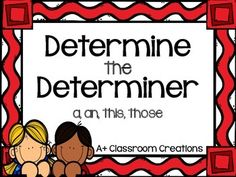 Determine
the
Determiner
a, an, this, those
A+ Classroom Creations